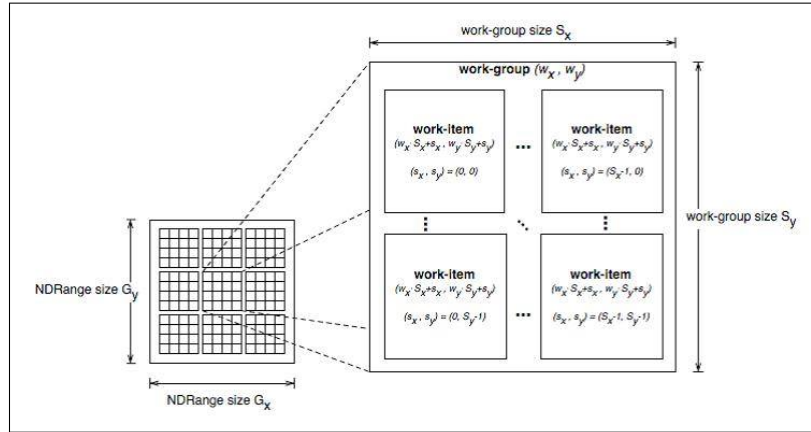 work-group size Sx
work-group (wx , wy)
work-item
(wx· Sx+sx , wy· Sy+sy)
(sx , sy) = (0, 0)
...
work-item
(wx· Sx+sx , wy· Sy+sy)
(sx , sy) = (Sx-1, 0)
work-group size Sy
work-item
(wx· Sx+sx , wy· Sy+sy)
(sx , sy) = (0, Sy-1)
...
work-item
(wx· Sx+sx , wy· Sy+sy)
(sx , sy) = (Sx-1, Sy-1)
NDRange size Gy
NDRange size Gx